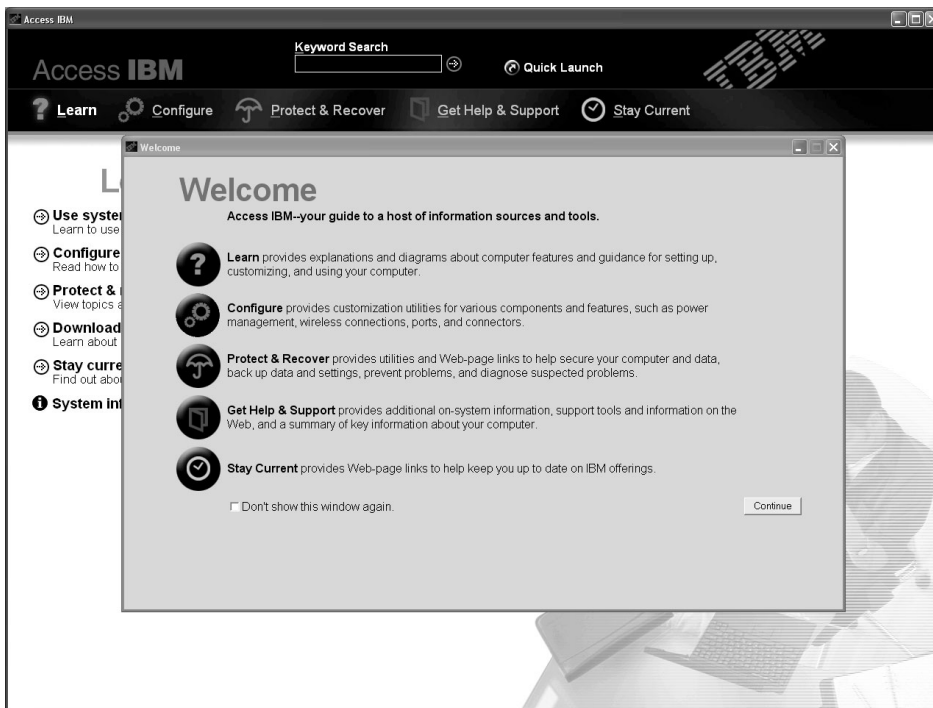 Access IBM
Keyword Search
Access IBM
Quick Launch
IBM
? Learn Configure Protect & Recover Get Help & Support Stay Current
Welcome
Welcome
Access IBM--your guide to a host of information sources and tools.
Learn provides explanations and diagrams about computer features and guidance for setting up,
customizing, and using your computer.
Configure provides customization utilities for various components and features, such as power
management, wireless connections, ports, and connectors.
Protect & Recover provides utilities and Web-page links to help secure your computer and data,
back up data and settings, prevent problems, and diagnose suspected problems.
Get Help & Support provides additional on-system information, support tools and information on the
Web, and a summary of key information about your computer.
Stay Current provides Web-page links to help keep you up to date on IBM offerings.
Don't show this window again.
Continue
Use
Learn to use
Configure
Read how to
Protect &
View topics
Download
Learn about
Stay
Find out
System